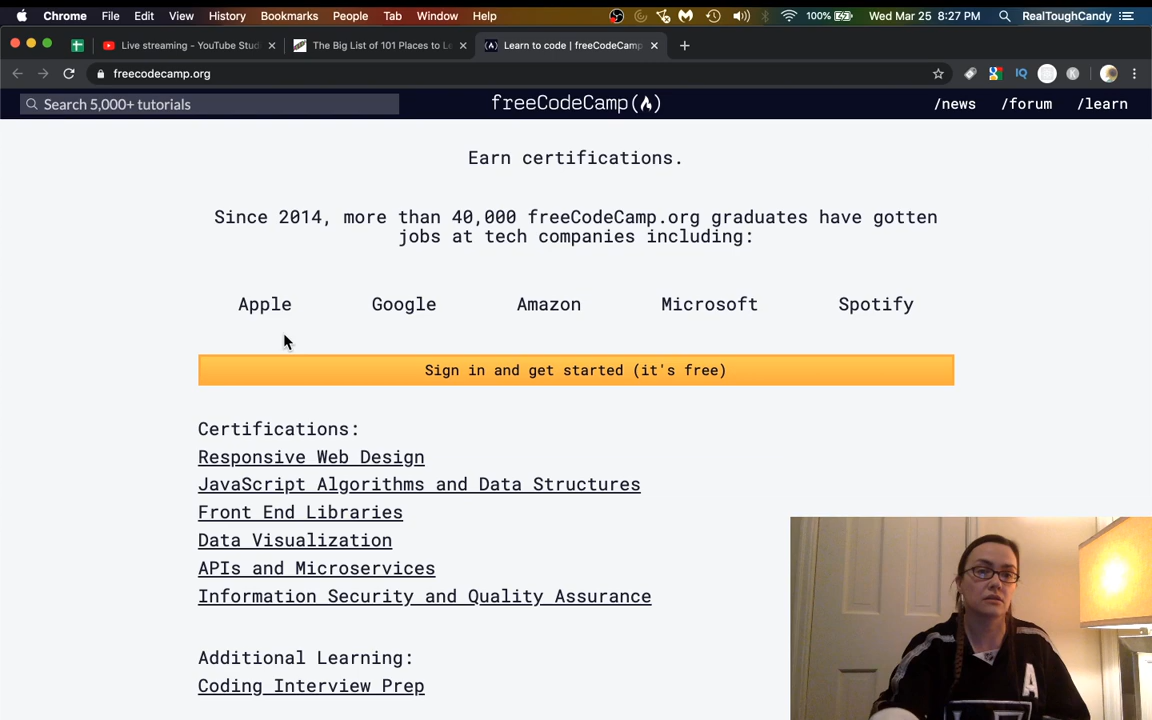 Chrome File Edit View History Bookmarks People Tab Window Help 100% Wed Mar 25 8:27 PM RealToughCandy
Live streaming - YouTube Stud
The Big List of 101 Places to Le
Learn to code | freeCodeCamp
freecodecamp.org
Search 5,000+ tutorials
freeCodeCamp
/news /forum /learn
Earn certifications.
Since 2014, more than 40,000 freeCodeCamp.org graduates have gotten
jobs at tech companies including:
Apple Google Amazon Microsoft Spotify
Sign in and get started (it's free)
Certifications:
Responsive Web Design
JavaScript Algorithms and Data Structures
Front End Libraries
Data Visualization
APIs and Microservices
Information Security and Quality Assurance
Additional Learning:
Coding Interview Prep
A